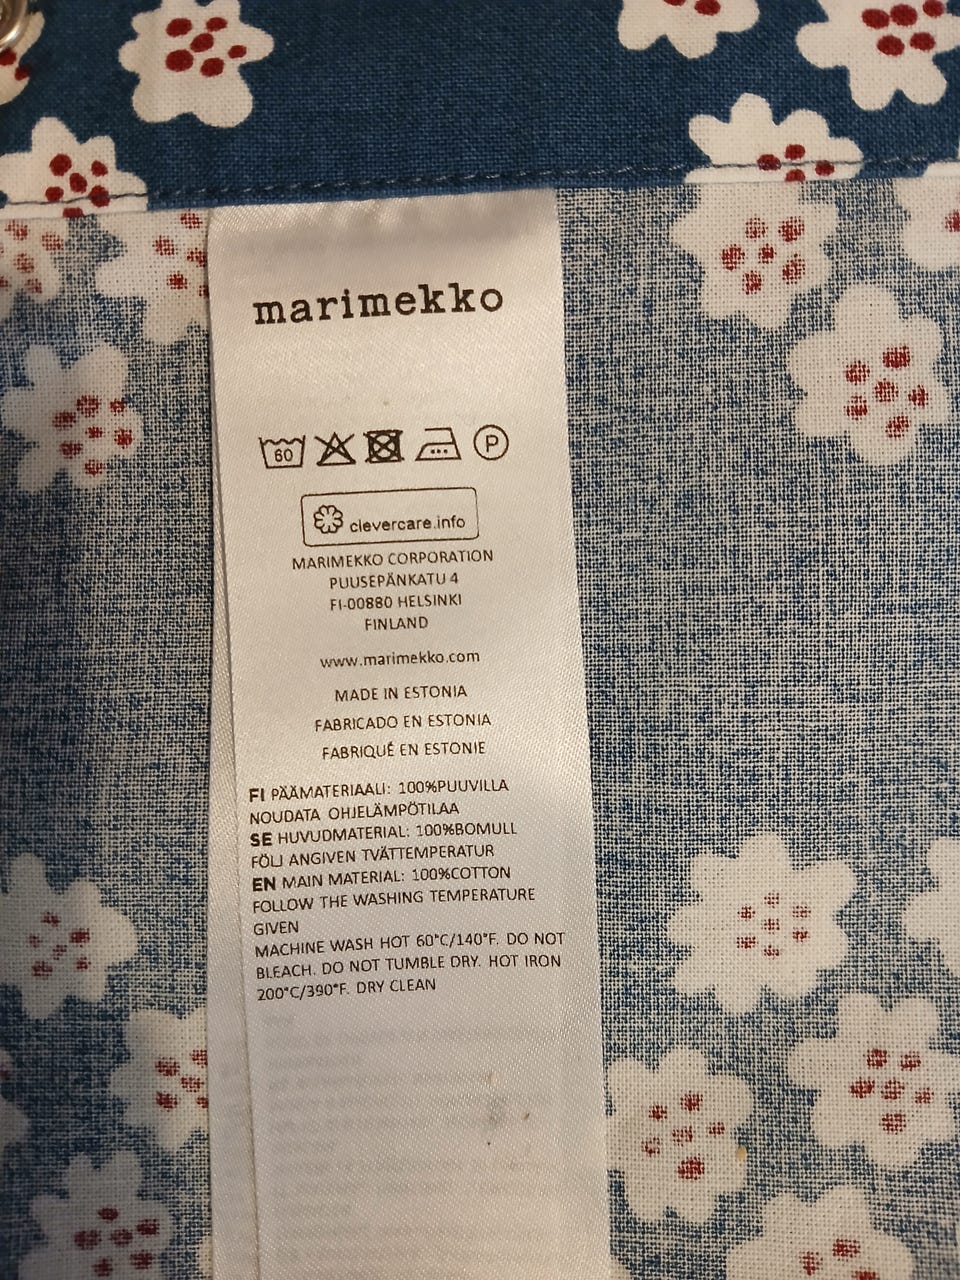 marimekko
60 P
clevercare.info
MARIMEKKO CORPORATION
PUUSEPÄNKATU 4
FI-00880 HELSINKI
FINLAND
www.marimekko.com
MADE IN ESTONIA
FABRICADO EN ESTONIA
FABRIQUÉ EN ESTONIE
FI PÄÄMATERIAALI: 100%PUUVILLA
NOUDATA OHJELÄMPÖTILAA
SE HUVUDMATERIAL: 100%BOMULL
FÖLJ ANGIVEN TVÄTTEMPERATUR
EN MAIN MATERIAL: 100%COTTON
FOLLOW THE WASHING TEMPERATURE
GIVEN
MACHINE WASH HOT 60°C/140°F. DO NOT
BLEACH. DO NOT TUMBLE DRY. HOT IRON
200°C/390°F. DRY CLEAN